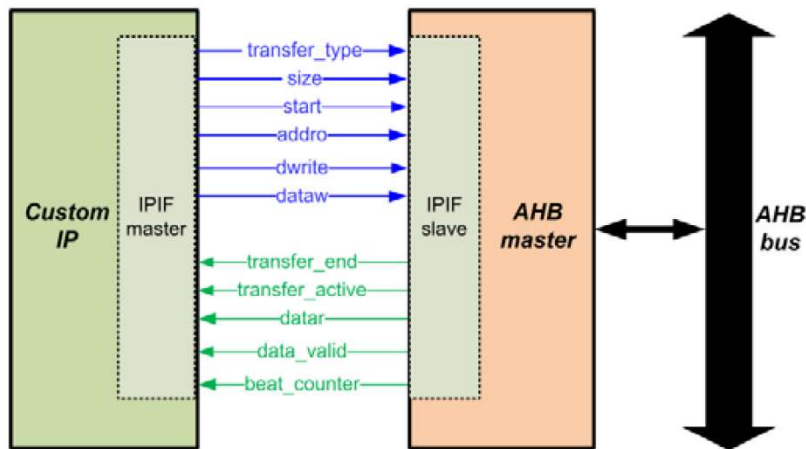 transfer_type
size
start
addro
dwrite
dataw
Custom
IP
IPIF
master
IPIF
slave
AHB
master
AHB
bus
transfer_end
transfer_active
datar
data_valid
beat_counter